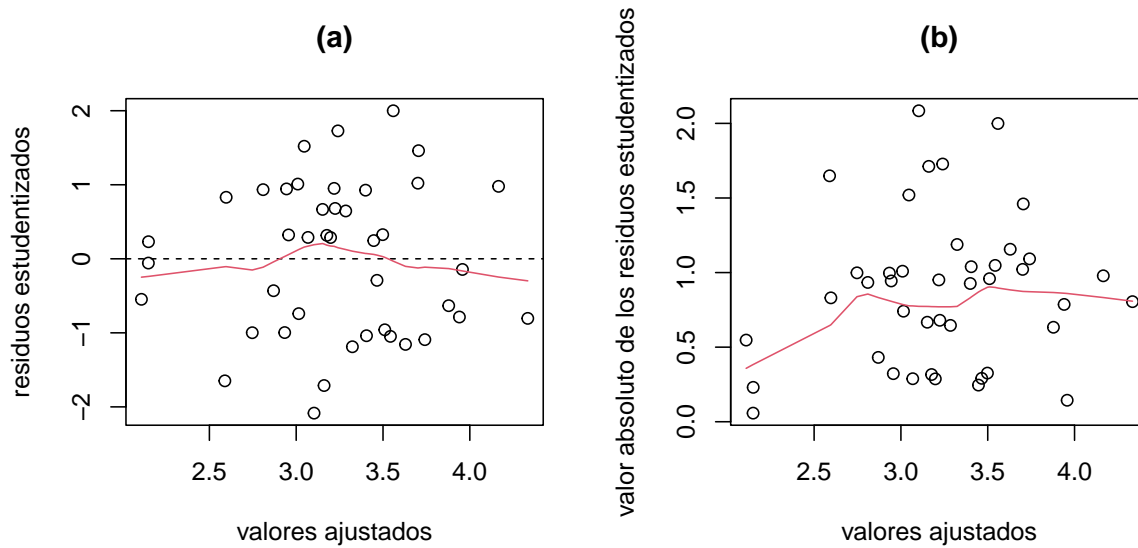 (a)
residuos estudentizados
2
1
0
−1
−2
2.5 3.0 3.5 4.0
valores ajustados
(b)
valor absoluto de los residuos estudentizados
2.0
1.5
1.0
0.5
0.0
2.5 3.0 3.5 4.0
valores ajustados